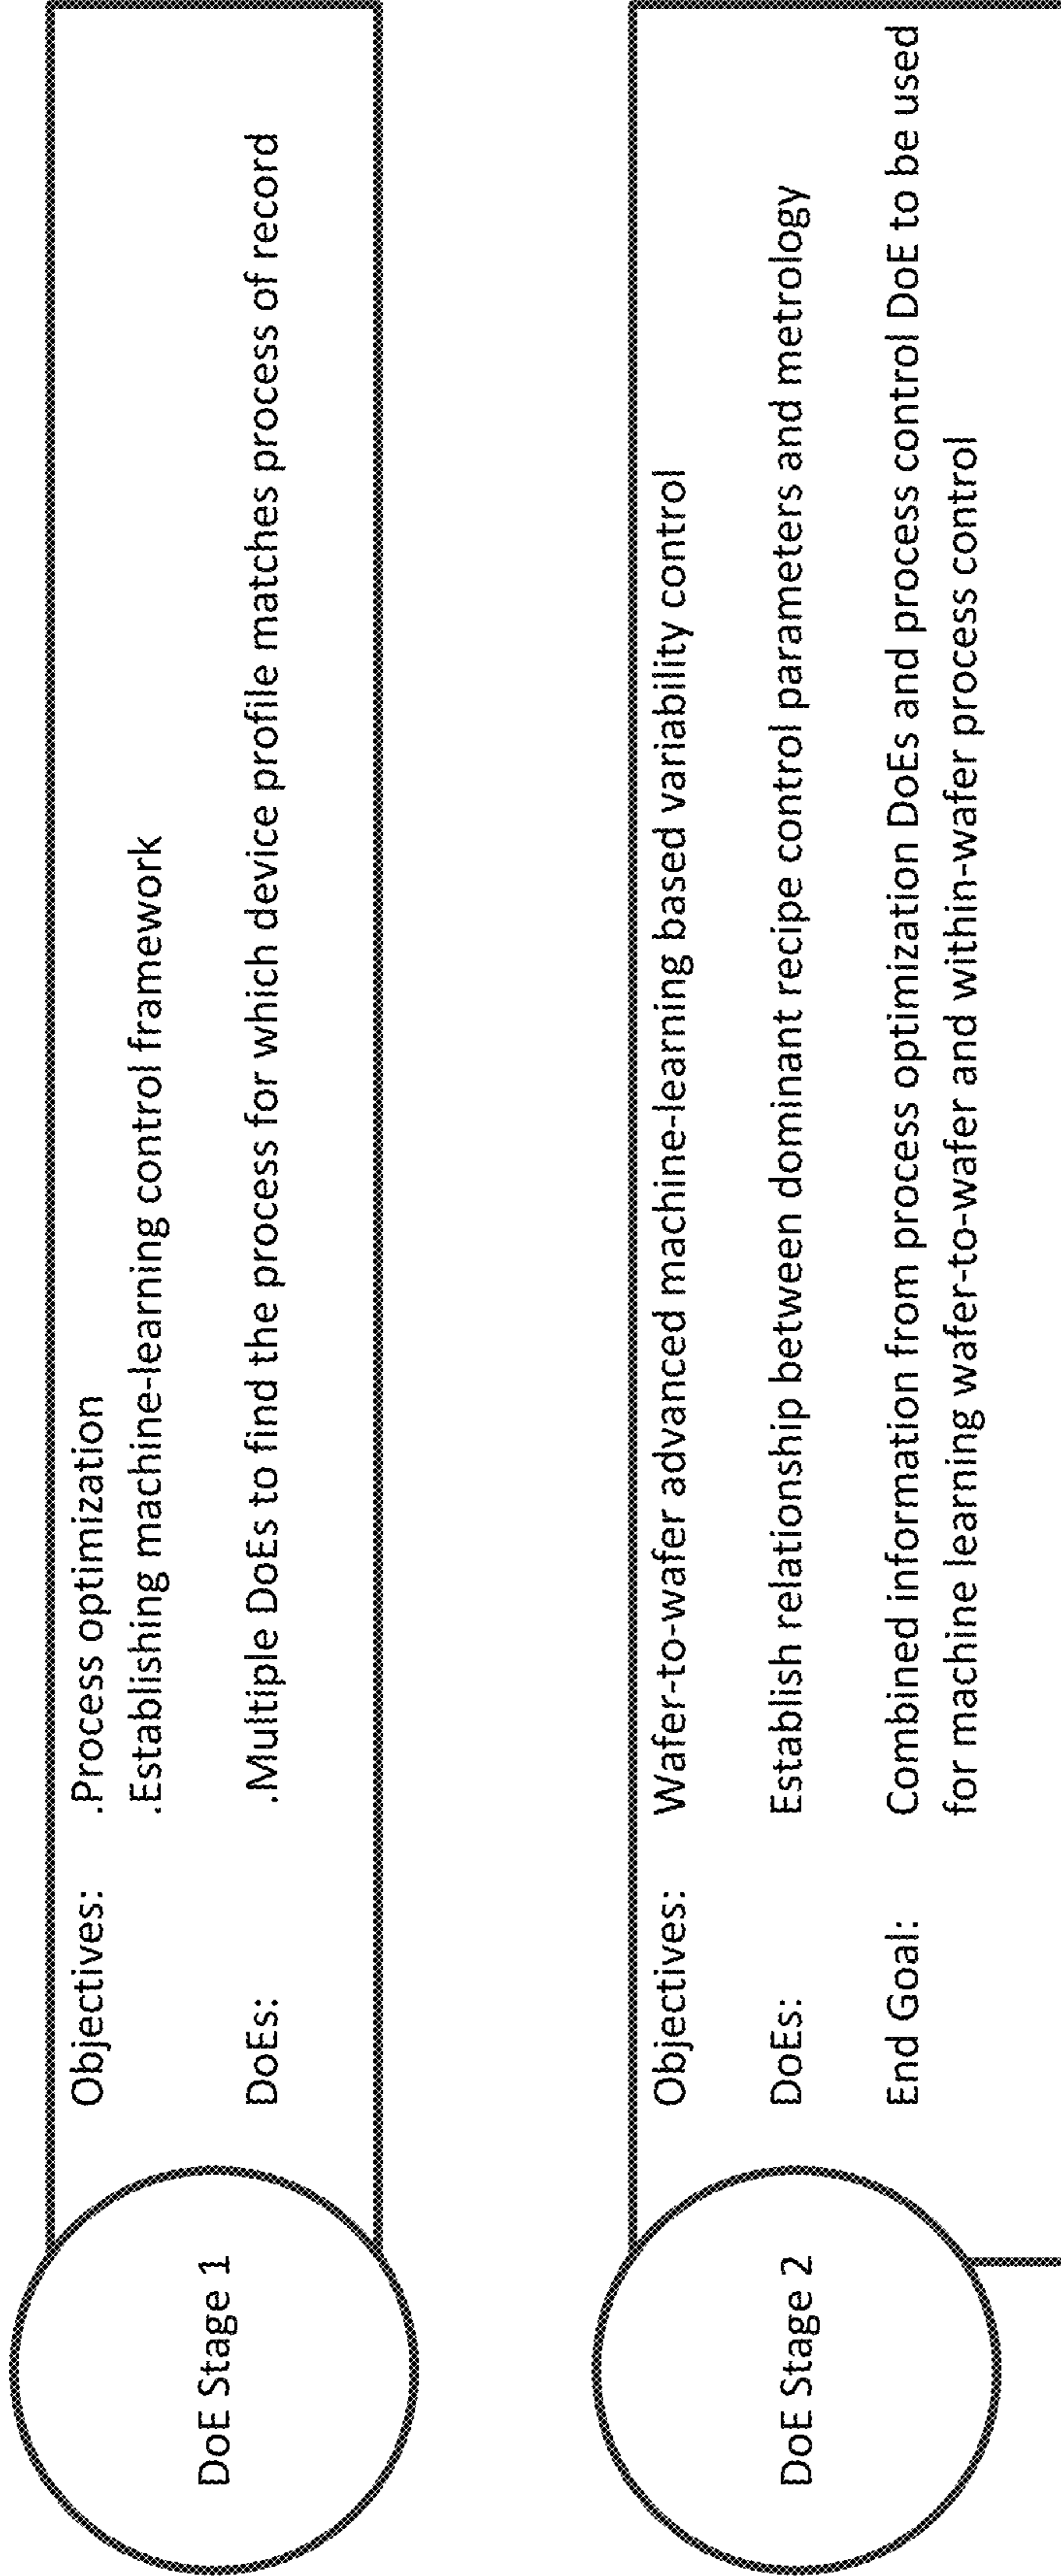 DoE Stage 1
Objectives: .Process optimization
.Establishing machine-learning control framework
DoEs: .Multiple DoEs to find the process for which device profile matches process of record
DoE Stage 2
Objectives: Wafer-to-wafer advanced machine-learning based variability control
DoEs: Establish relationship between dominant recipe control parameters and metrology
End Goal: Combined information from process optimization DoEs and process control DoE to be used
for machine learning wafer-to-wafer and within-wafer process control